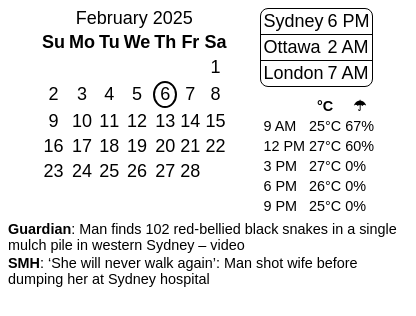 February 2025
Su Mo Tu We Th Fr Sa
1
2 3 4 5 6 7 8
9 10 11 12 13 14 15
16 17 18 19 20 21 22
23 24 25 26 27 28
Sydney 6 PM
Ottawa 2 AM
London 7 AM
°C ☂
9 AM 25°C 67%
12 PM 27°C 60%
3 PM 27°C 0%
6 PM 26°C 0%
9 PM 25°C 0%
Guardian: Man finds 102 red-bellied black snakes in a single
mulch pile in western Sydney – video
SMH: ‘She will never walk again’: Man shot wife before
dumping her at Sydney hospital